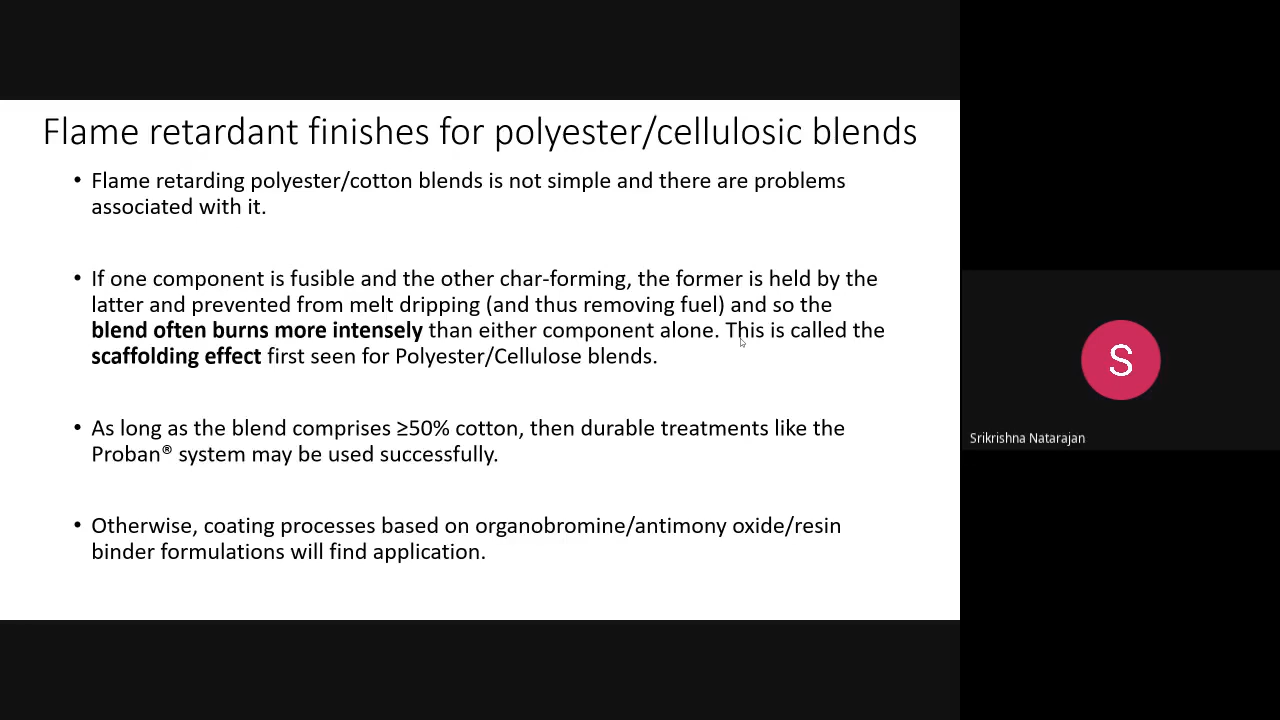 Flame retardant finishes for polyester/cellulosic blends
• Flame retarding polyester/cotton blends is not simple and there are problems
associated with it.
• If one component is fusible and the other char-forming, the former is held by the
latter and prevented from melt dripping (and thus removing fuel) and so the
blend often burns more intensely than either component alone. This is called the
scaffolding effect first seen for Polyester/Cellulose blends.
• As long as the blend comprises ≥50% cotton, then durable treatments like the
Proban® system may be used successfully.
• Otherwise, coating processes based on organobromine/antimony oxide/resin
binder formulations will find application.
S
Srikrishna Natarajan